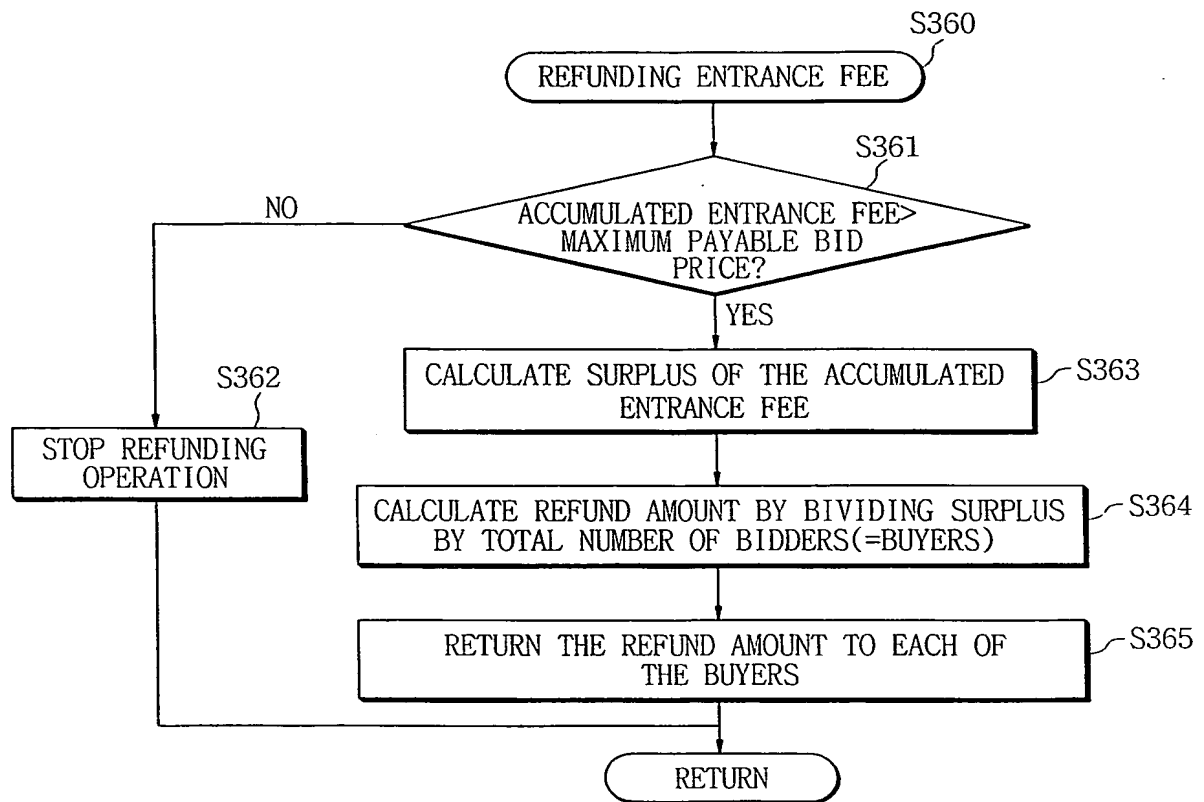 S360
REFUNDING ENTRANCE FEE
S361
ACCUMULATED ENTRANCE FEE>
MAXIMUM PAYABLE BID
PRICE?
NO
YES
S362
STOP REFUNDING
OPERATION
S363
CALCULATE SURPLUS OF THE ACCUMULATED
ENTRANCE FEE
S364
CALCULATE REFUND AMOUNT BY BIVIDING SURPLUS
BY TOTAL NUMBER OF BIDDERS(=BUYERS)
S365
RETURN THE REFUND AMOUNT TO EACH OF
THE BUYERS
RETURN